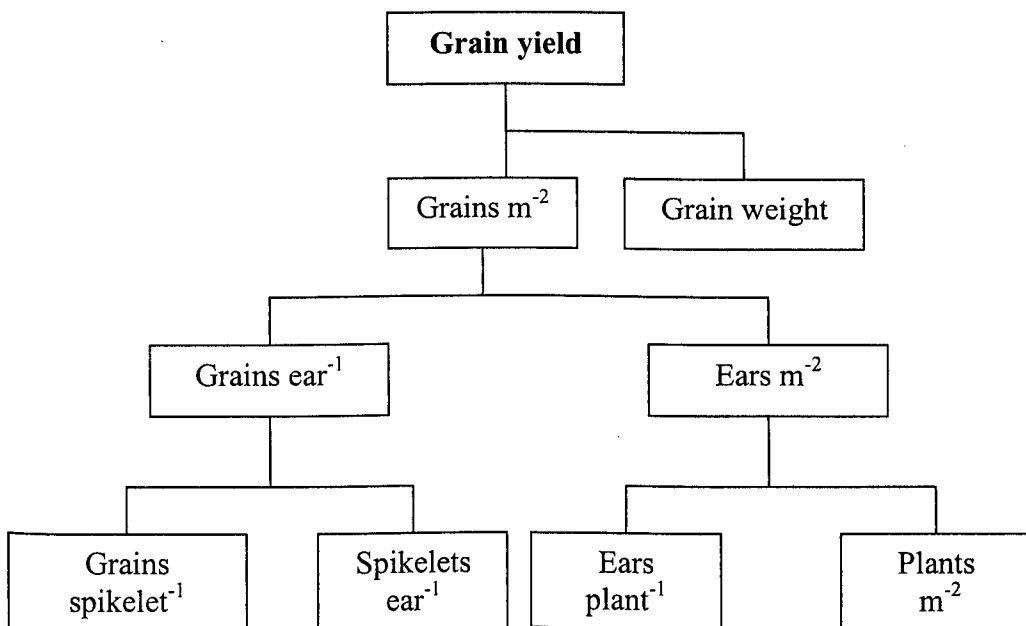 Grain yield
Grains m⁻²
Grain weight
Grains ear⁻¹
Ears m⁻²
Grains
spikelet⁻¹
Spikelets
ear⁻¹
Ears
plant⁻¹
Plants
m⁻²